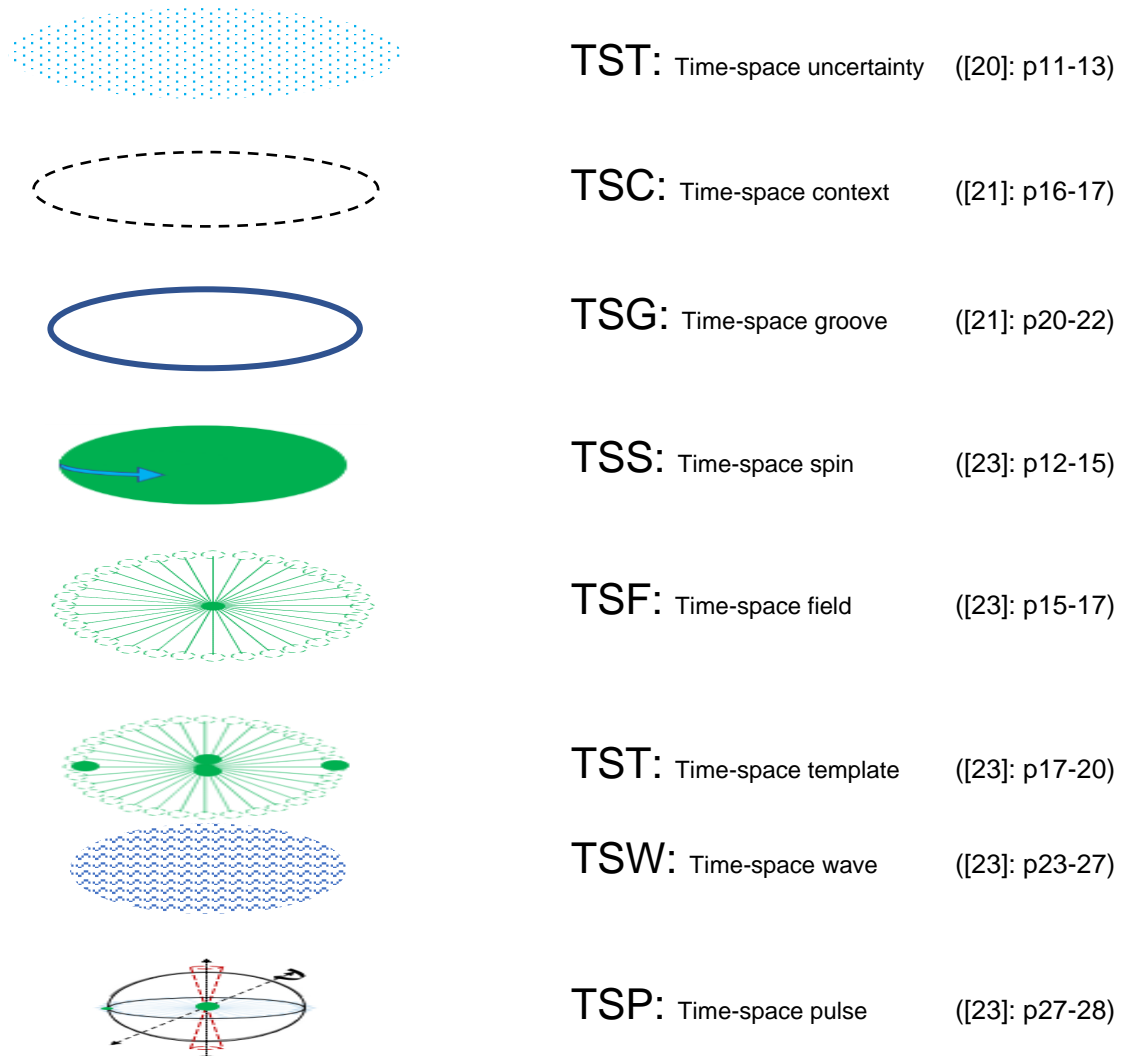 TST: Time-space uncertainty ([20]: p11-13)
TSC: Time-space context ([21]: p16-17)
TSG: Time-space groove ([21]: p20-22)
TSS: Time-space spin ([23]: p12-15)
TSF: Time-space field ([23]: p15-17)
TST: Time-space template ([23]: p17-20)
TSW: Time-space wave ([23]: p23-27)
TSP: Time-space pulse ([23]: p27-28)